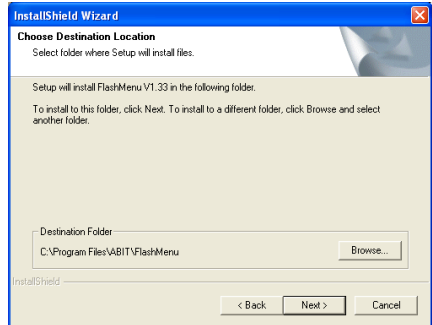 InstallShield Wizard
Choose Destination Location
Select folder where Setup will install files.
Setup will install FlashMenu V1.33 in the following folder.
To install to this folder, click Next. To install to a different folder, click Browse and select
another folder.
Destination Folder
C:\Program Files\ABIT\FlashMenu
Browse...
InstallShield
< Back
Next >
Cancel